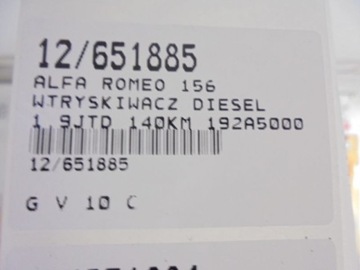 12/651885
ALFA ROMEO 156
WTRYSKIWACZ DIESEL
1.9JTD 140KM 192A5000
12/651885
G V 10 C